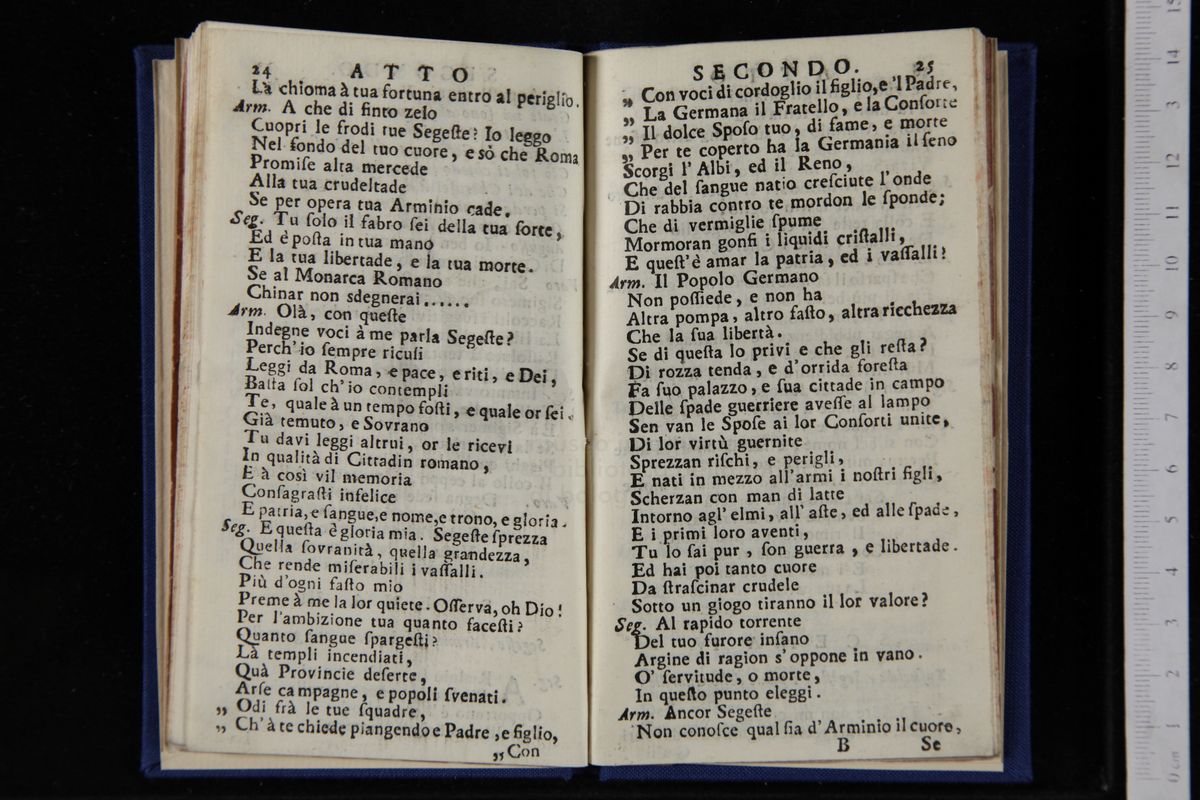 24 ATTO
Là chioma à tua fortuna entro al periglio.
Arm. A che di finto zelo
Cuopri le frodi tue Segeſte? Io leggo
Nel fondo del tuo cuore, e sò che Roma
Promiſe alta mercede
Alla tua crudeltade
Se per opera tua Arminio cade.
Seg. Tu ſolo il fabro ſei della tua ſorte,
Ed è poſta in tua mano
E la tua libertade, e la tua morte.
Se al Monarca Romano
Chinar non sdegnerai......
Arm. Olà, con queſte
Indegne voci à me parla Segeſte?
Perch' io ſempre ricuſi
Leggi da Roma, e pace, e riti, e Dei,
Baſta ſol ch' io contempli
Te, quale à un tempo foſti, e quale or ſei.
Già temuto, e Sovrano
Tu davi leggi altrui, or le ricevi
In qualità di Cittadin romano,
E à così vil memoria
Conſagraſti infelice
E patria, e ſangue, e nome, e trono, e gloria.
Seg. E queſta è gloria mia. Segeſte ſprezza
Quella ſovranità, quella grandezza,
Che rende miſerabili i vaſſalli.
Più d'ogni faſto mio
Preme à me la lor quiete. Oſſerva, oh Dio!
Per l'ambizione tua quanto faceſti?
Quanto ſangue ſpargeſti?
Là templi incendiati,
Quà Provincie deſerte,
Arſe campagne, e popoli ſvenati.
„ Odi frà le tue ſquadre,
„ Ch' à te chiede piangendo e Padre, e figlio,
„ Con
SECONDO. 25
„ Con voci di cordoglio il figlio, e 'l Padre,
„ La Germana il Fratello, e la Conſorte
„ Il dolce Spoſo tuo, di fame, e morte
„ Per te coperto ha la Germania il ſeno
Scorgi l' Albi, ed il Reno,
Che del ſangue natio creſciute l'onde
Di rabbia contro te mordon le ſponde;
Che di vermiglie ſpume
Mormoran gonfi i liquidi criſtalli,
E queſt'è amar la patria, ed i vaſſalli?
Arm. Il Popolo Germano
Non poſſiede, e non ha
Altra pompa, altro faſto, altra ricchezza
Che la ſua libertà.
Se di queſta lo privi e che gli reſta?
Di rozza tenda, e d'orrida foreſta
Fa ſuo palazzo, e ſua cittade in campo
Delle ſpade guerriere aveſſe al lampo
Sen van le Spoſe ai lor Conſorti unite,
Di lor virtù guernite
Sprezzan riſchi, e perigli,
E nati in mezzo all'armi i noſtri figli,
Scherzan con man di latte
Intorno agl' elmi, all' aſte, ed alle ſpade,
E i primi loro aventi,
Tu lo ſai pur, ſon guerra, e libertade.
Ed hai poi tanto cuore
Da ſtraſcinar crudele
Sotto un giogo tiranno il lor valore?
Seg. Al rapido torrente
Del tuo furore inſano
Argine di ragion s'oppone in vano.
O' ſervitude, o morte,
In queſto punto eleggi.
Arm. Ancor Segeſte
Non conoſce qual ſia d'Arminio il cuore,
B Se